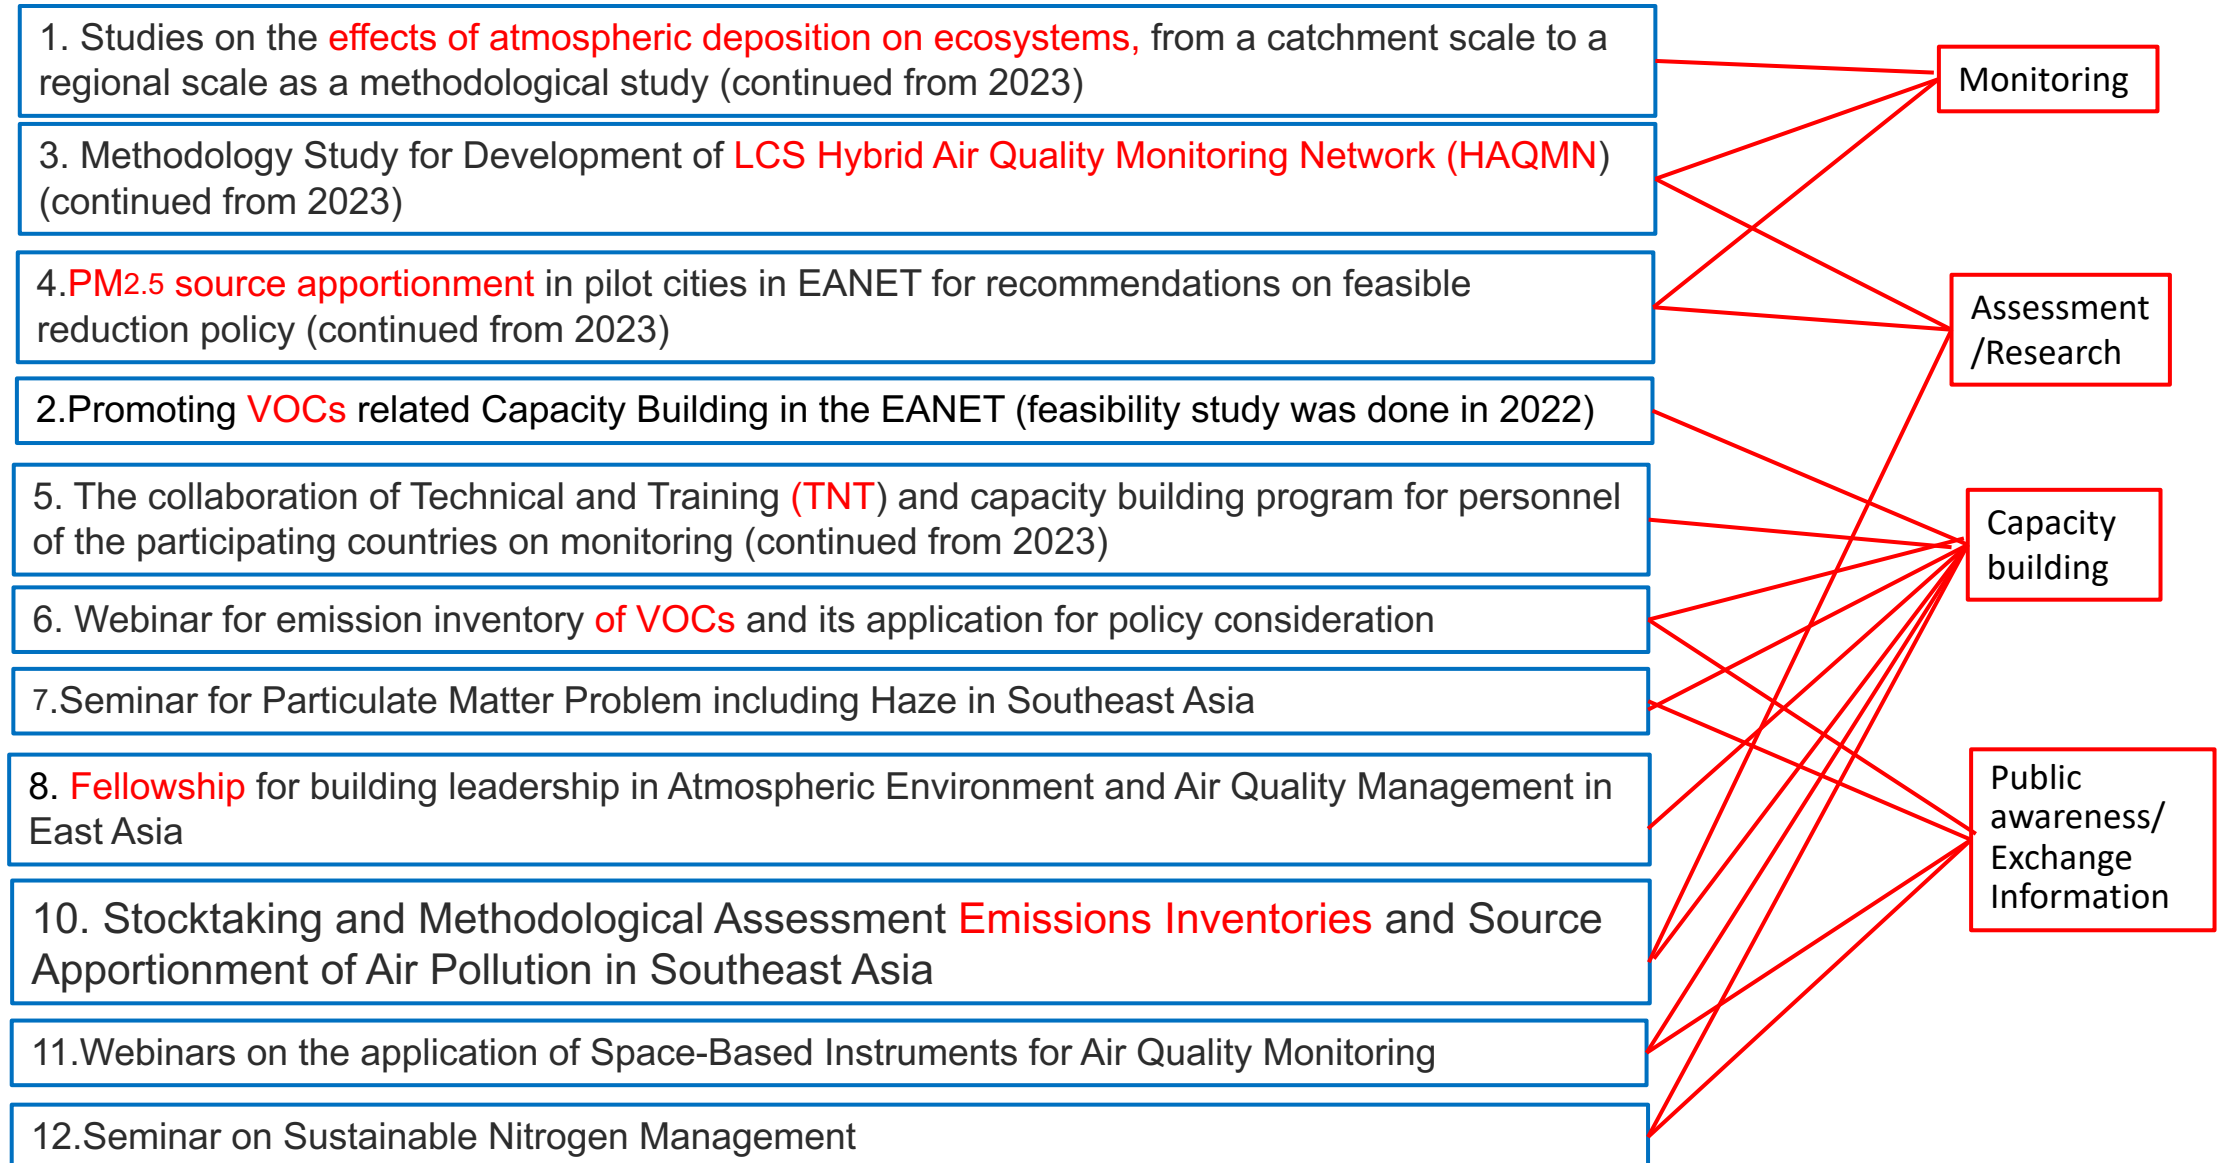 1. Studies on the effects of atmospheric deposition on ecosystems, from a catchment scale to a
regional scale as a methodological study (continued from 2023)
3. Methodology Study for Development of LCS Hybrid Air Quality Monitoring Network (HAQMN)
(continued from 2023)
4.PM2.5 source apportionment in pilot cities in EANET for recommendations on feasible
reduction policy (continued from 2023)
2.Promoting VOCs related Capacity Building in the EANET (feasibility study was done in 2022)
5. The collaboration of Technical and Training (TNT) and capacity building program for personnel
of the participating countries on monitoring (continued from 2023)
6. Webinar for emission inventory of VOCs and its application for policy consideration
7.Seminar for Particulate Matter Problem including Haze in Southeast Asia
8. Fellowship for building leadership in Atmospheric Environment and Air Quality Management in
East Asia
10. Stocktaking and Methodological Assessment Emissions Inventories and Source
Apportionment of Air Pollution in Southeast Asia
11.Webinars on the application of Space-Based Instruments for Air Quality Monitoring
12.Seminar on Sustainable Nitrogen Management
Monitoring
Assessment
/Research
Capacity
building
Public
awareness/
Exchange
Information